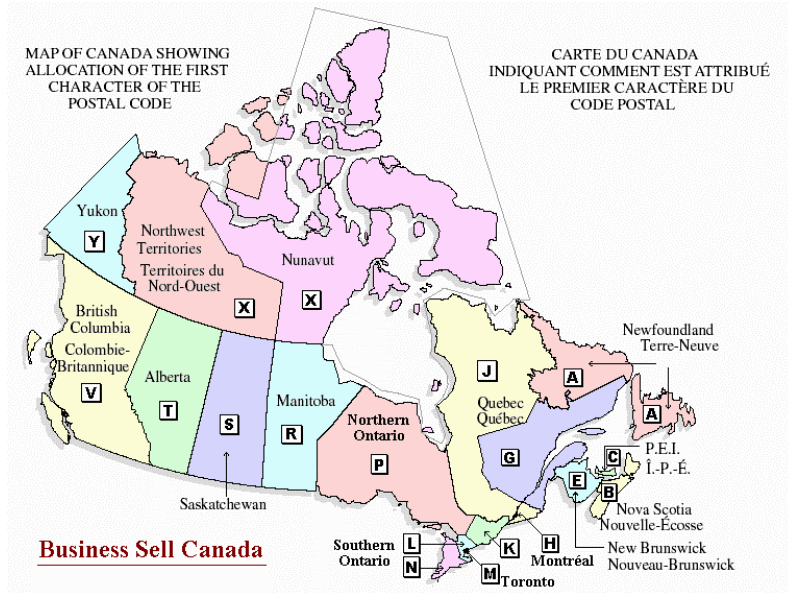 MAP OF CANADA SHOWING
ALLOCATION OF THE FIRST
CHARACTER OF THE
POSTAL CODE
CARTE DU CANADA
INDIQUANT COMMENT EST ATTRIBUÉ
LE PREMIER CARACTÈRE DU
CODE POSTAL
Yukon
Y
Northwest
Territories
Territoires du
Nord-Ouest
X
Nunavut
X
British
Columbia
Colombie-
Britannique
V
Alberta
T
S
Saskatchewan
Manitoba
R
Northern
Ontario
P
J
Quebec
Québec
G
Newfoundland
Terre-Neuve
A
A
P.E.I.
Î.-P.-É.
C
E
B
Nova Scotia
Nouvelle-Écosse
New Brunswick
Nouveau-Brunswick
H
Montréal
K
Southern
Ontario
L
N
M
Toronto
Business Sell Canada